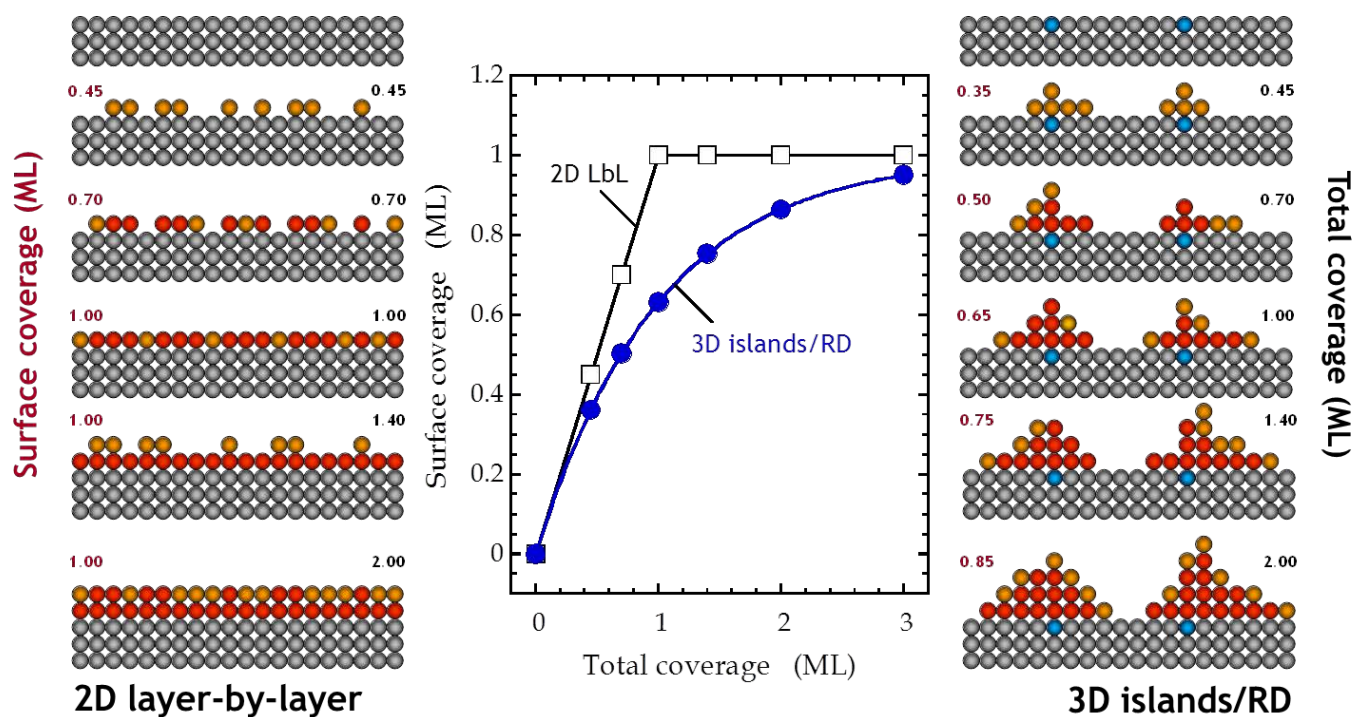 Surface coverage (ML)
0.45 0.45
0.70 0.70
1.00 1.00
1.00 1.40
1.00 2.00
2D layer-by-layer
1.2
1
0.8
0.6
0.4
0.2
0
Surface coverage (ML)
2D LbL
3D islands/RD
0 1 2 3
Total coverage (ML)
0.35 0.45
0.50 0.70
0.65 1.00
0.75 1.40
0.85 2.00
3D islands/RD
Total coverage (ML)